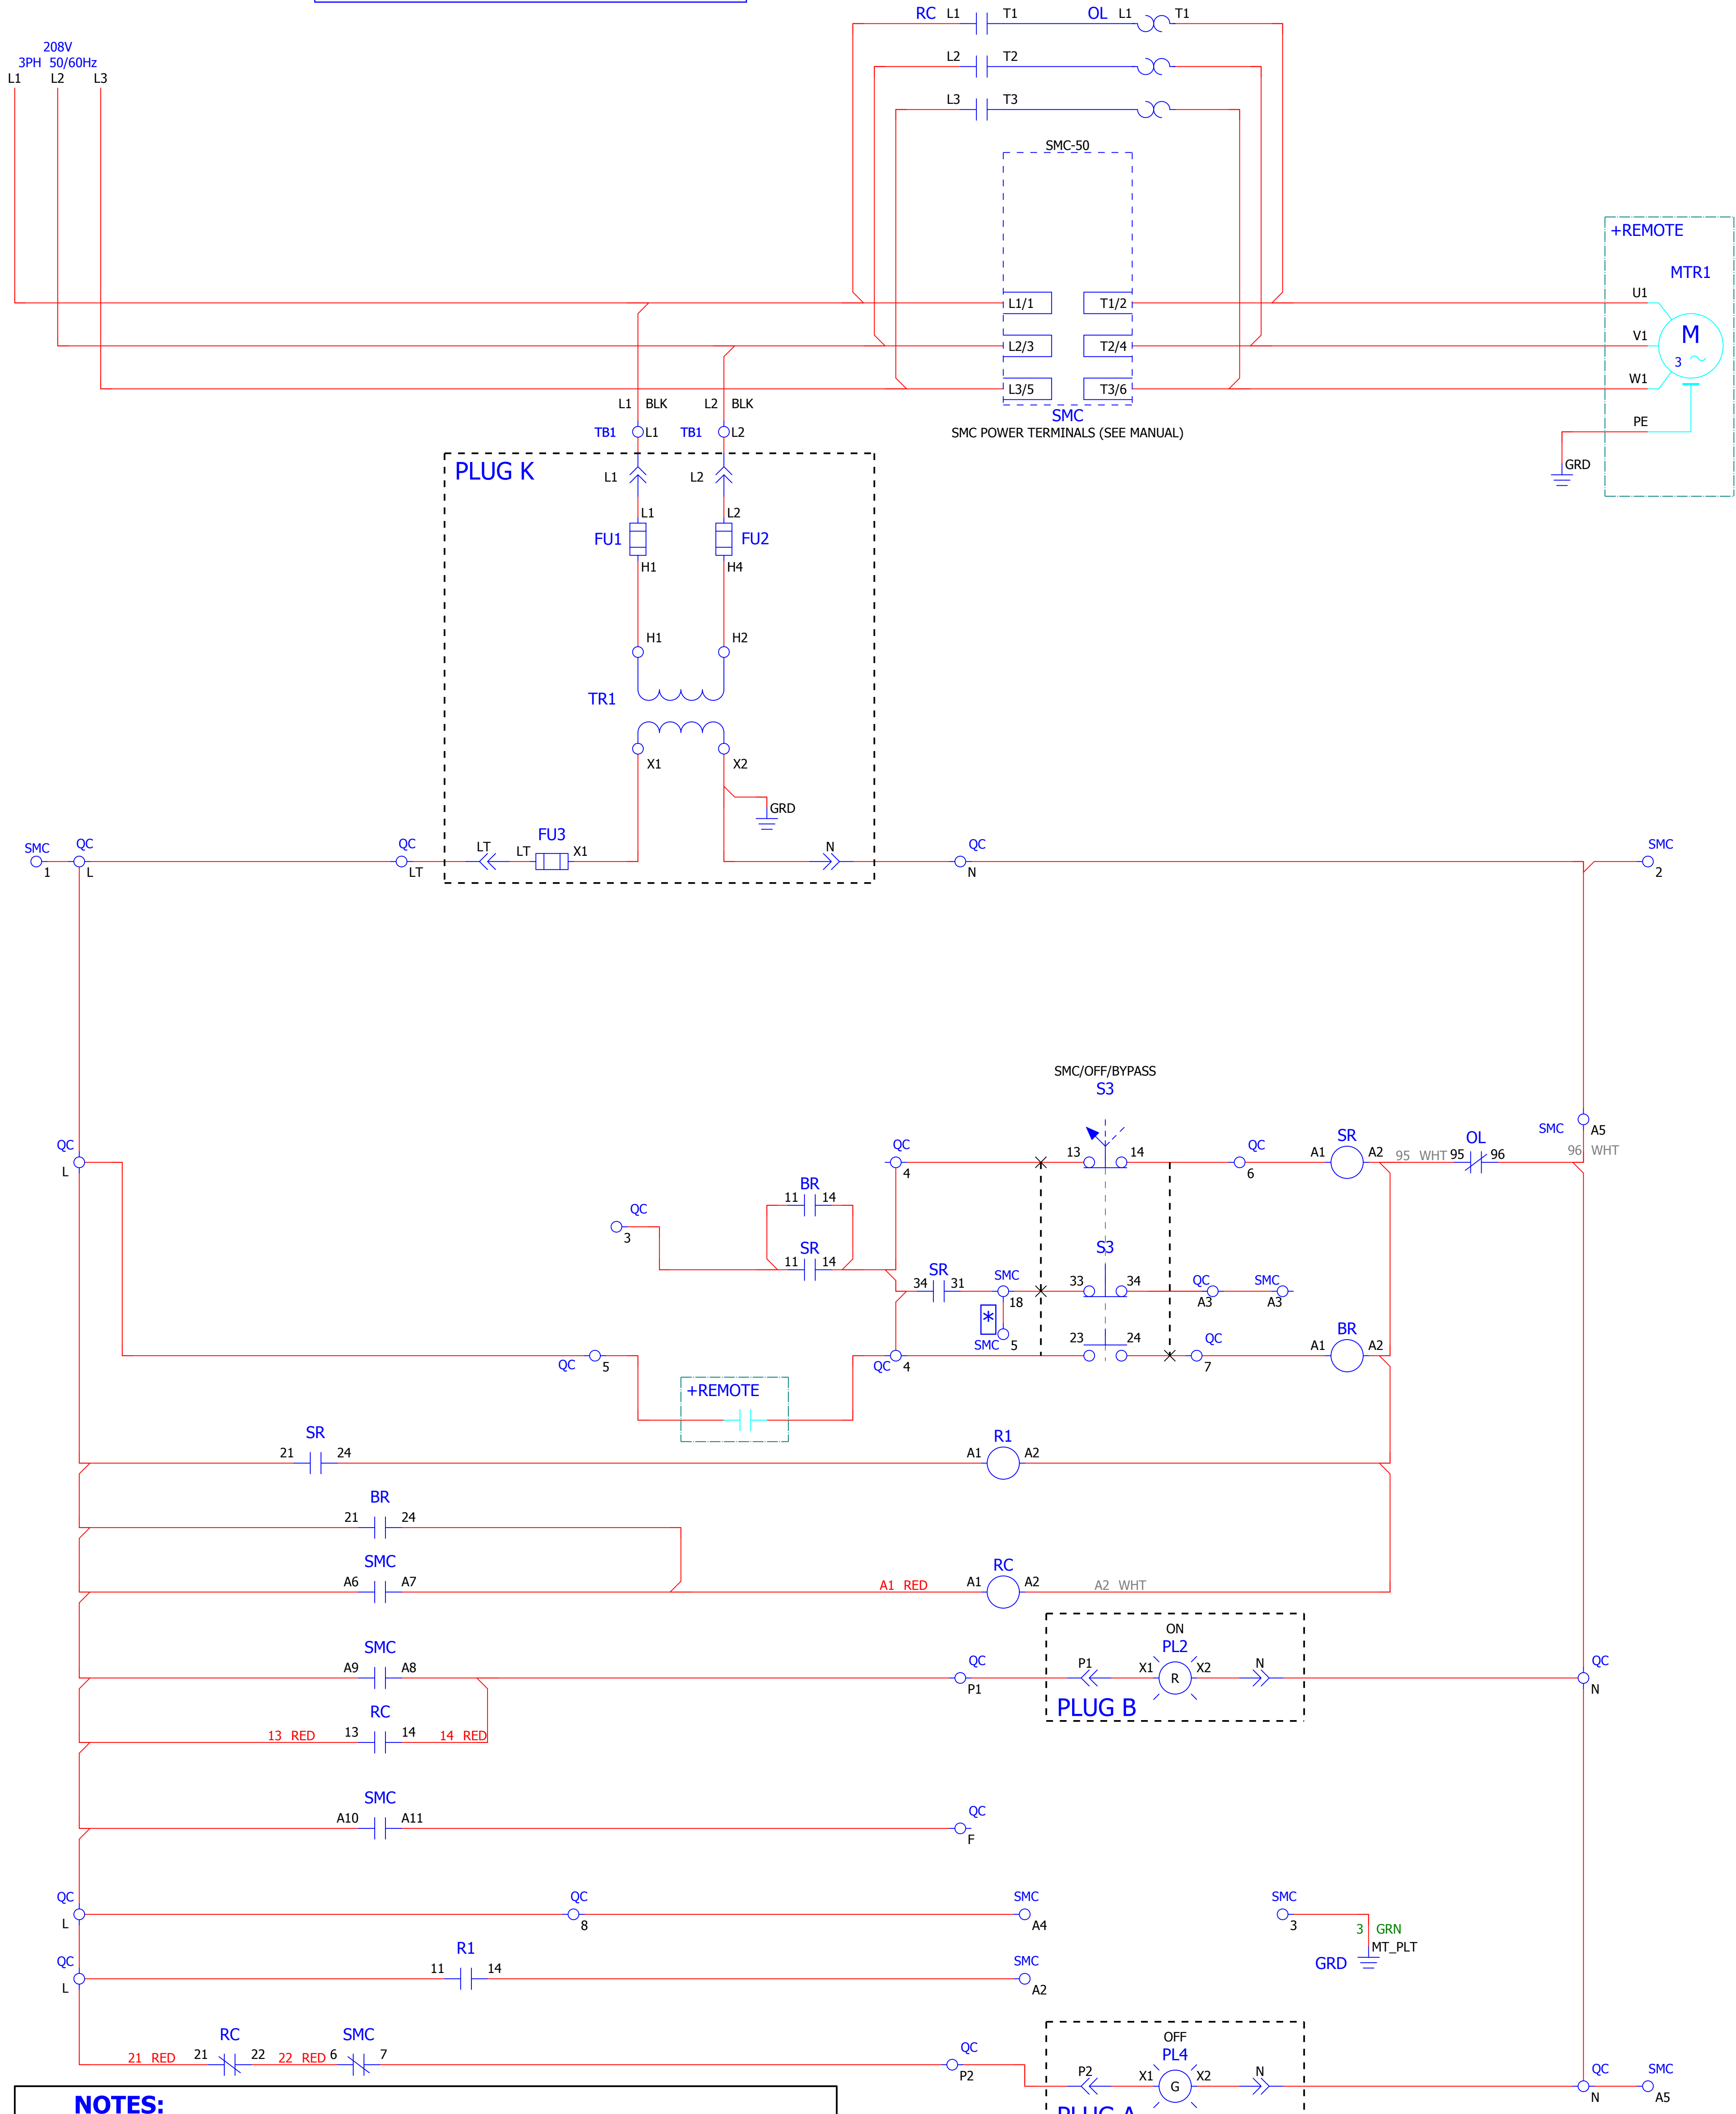 RC L1 T1 OL L1 T1
208V
3PH 50/60Hz
L1 L2 L3
L2 T2
L3 T3
SMC-50
+REMOTE
MTR1
U1
L1/1 T1/2
V1
M
3
L2/3 T2/4
W1
L3/5 T3/6
L1 BLK L2 BLK
SMC
PE
TB1 L1 TB1 L2
SMC POWER TERMINALS (SEE MANUAL)
GRD
PLUG K
L1 L2
L1 L2
FU1 FU2
H1 H4
H1 H2
TR1
X1 X2
GRD
FU3
SMC QC QC LT LT X1 N QC SMC
1 L LT N 2
SMC/OFF/BYPASS
S3
SMC A5
QC QC 13 14 QC SR OL
L 4 6 A1 A2 95 WHT 95 96 96 WHT
BR
11 14
QC
3
SR S3
11 14
SR SMC QC SMC
34 31 18 33 34 A3 A3
*
SMC 5 23 24 QC BR
QC 5 QC 4 7 A1 A2
+REMOTE
SR R1
21 24 A1 A2
BR
21 24
SMC RC
A6 A7 A1 RED A1 A2 A2 WHT
ON
SMC PL2
A9 A8 QC P1 X1 R X2 N QC
P1 N
PLUG B
RC
13 RED 13 14 14 RED
SMC
A10 A11 QC
F
QC QC SMC SMC
L 8 A4 3
3 GRN
MT_PLT
GRD
QC R1 SMC
L 11 14 A2
OFF
RC SMC PL4
21 RED 21 22 22 RED 6 7 QC P2 X1 G X2 N QC SMC
P2 N A5
NOTES:
PLUG A